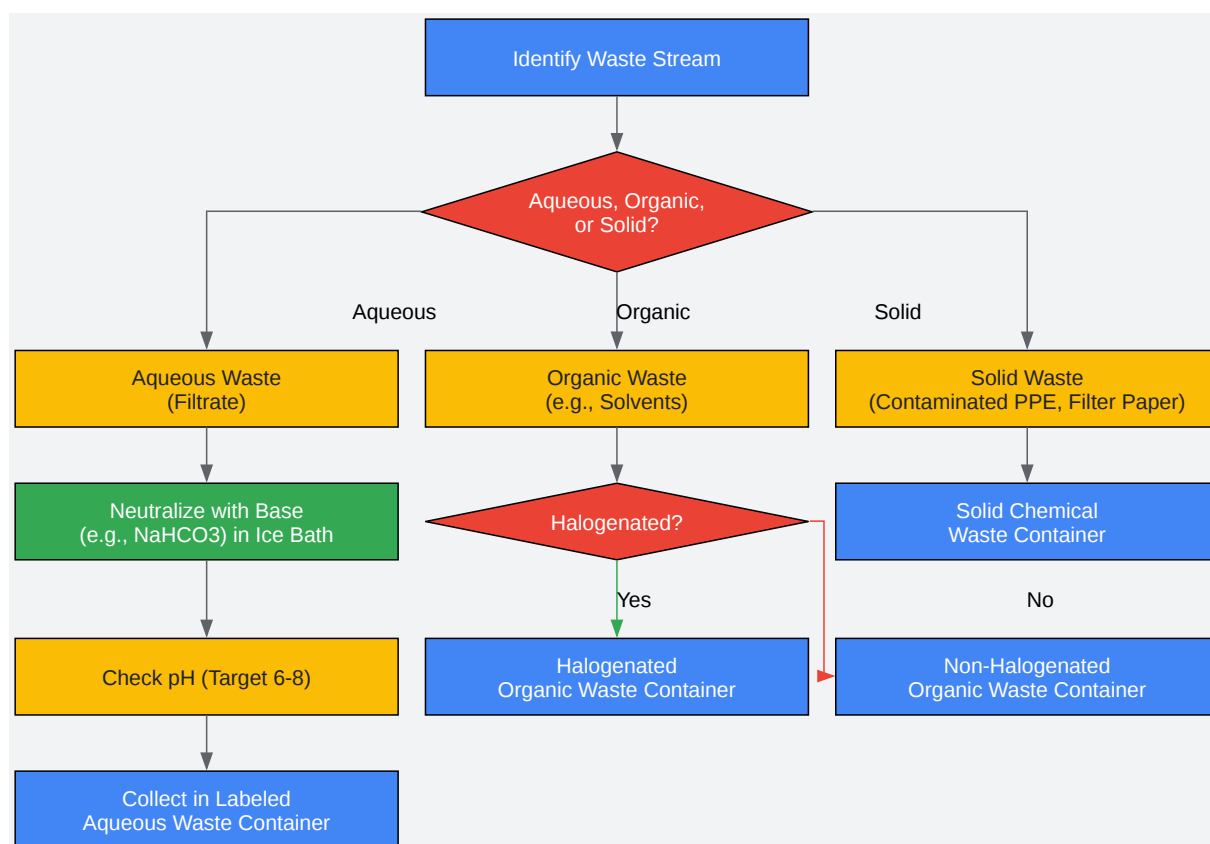 Identify Waste Stream
Aqueous, Organic,
or Solid?
Aqueous
Organic
Solid
Aqueous Waste
(Filtrate)
Organic Waste
(e.g., Solvents)
Solid Waste
(Contaminated PPE, Filter Paper)
Neutralize with Base
(e.g., NaHCO3) in Ice Bath
Halogenated?
Solid Chemical
Waste Container
Yes
No
Check pH (Target 6-8)
Halogenated
Organic Waste Container
Non-Halogenated
Organic Waste Container
Collect in Labeled
Aqueous Waste Container